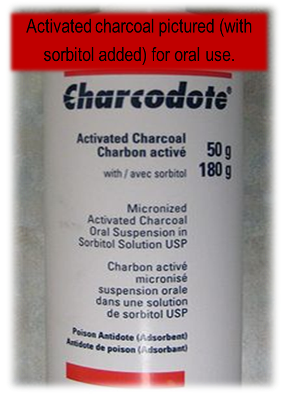 Activated charcoal pictured (with
sorbitol added) for oral use.
Charcodote®
Activated Charcoal
Charbon activé 50 g
with / avec sorbitol 180 g
Micronized
Activated Charcoal
Oral Suspension in
Sorbitol Solution USP
Charbon activé
micronisé
suspension orale
dans une solution
de sorbitol USP
Poison Antidote (Adsorbent)
Antidote de poison (Adsorbant)